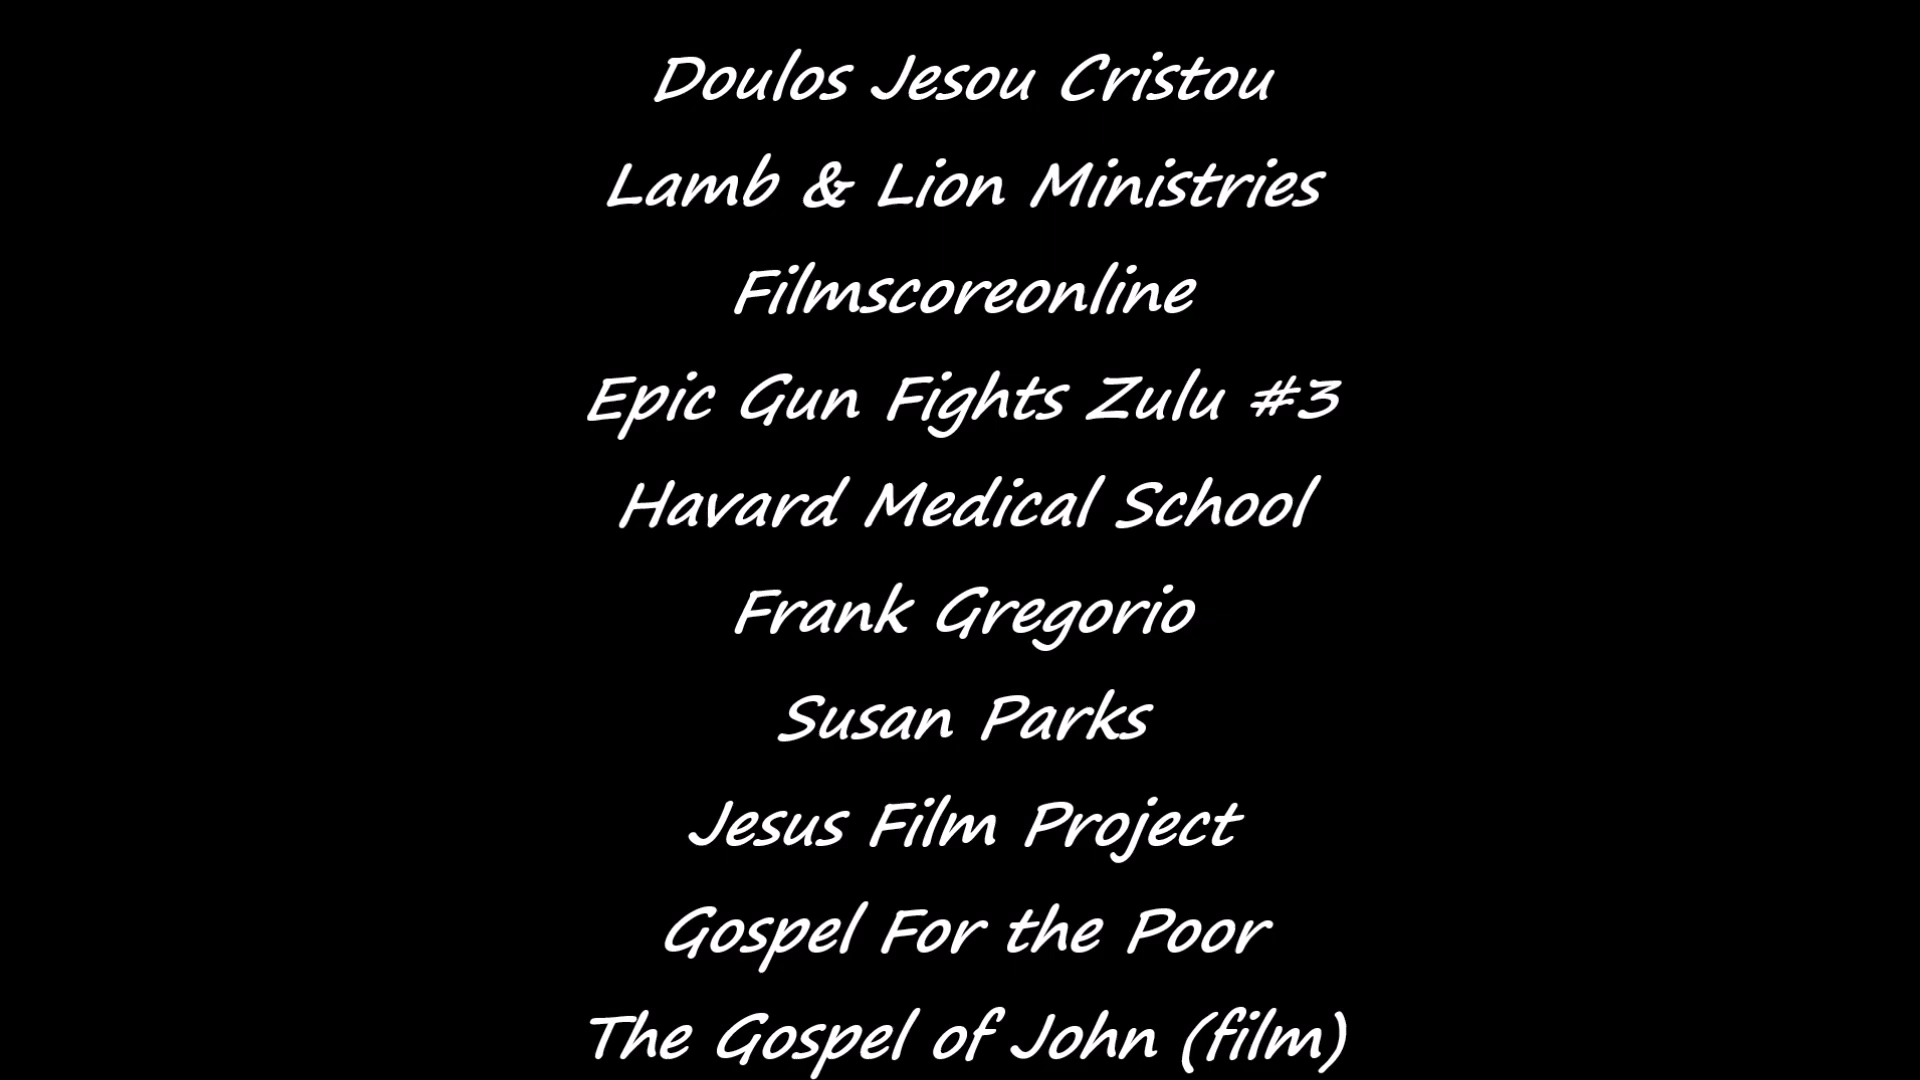 Doulos Jesou Cristou
Lamb & Lion Ministries
Filmscoreonline
Epic Gun Fights Zulu #3
Havard Medical School
Frank Gregorio
Susan Parks
Jesus Film Project
Gospel For the Poor
The Gospel of John (film)